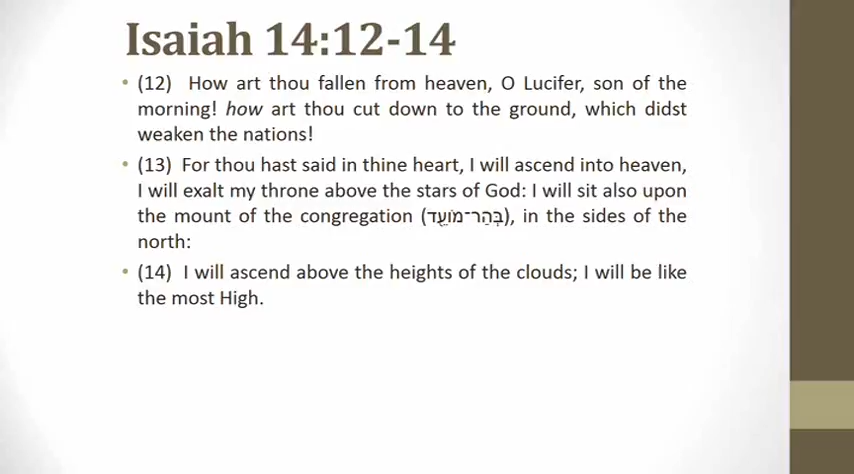 Isaiah 14:12-14
• (12) How art thou fallen from heaven, O Lucifer, son of the
morning! how art thou cut down to the ground, which didst
weaken the nations!
• (13) For thou hast said in thine heart, I will ascend into heaven,
I will exalt my throne above the stars of God: I will sit also upon
the mount of the congregation (בְּהַר־מוֹעֵ֖ד), in the sides of the
north:
• (14) I will ascend above the heights of the clouds; I will be like
the most High.